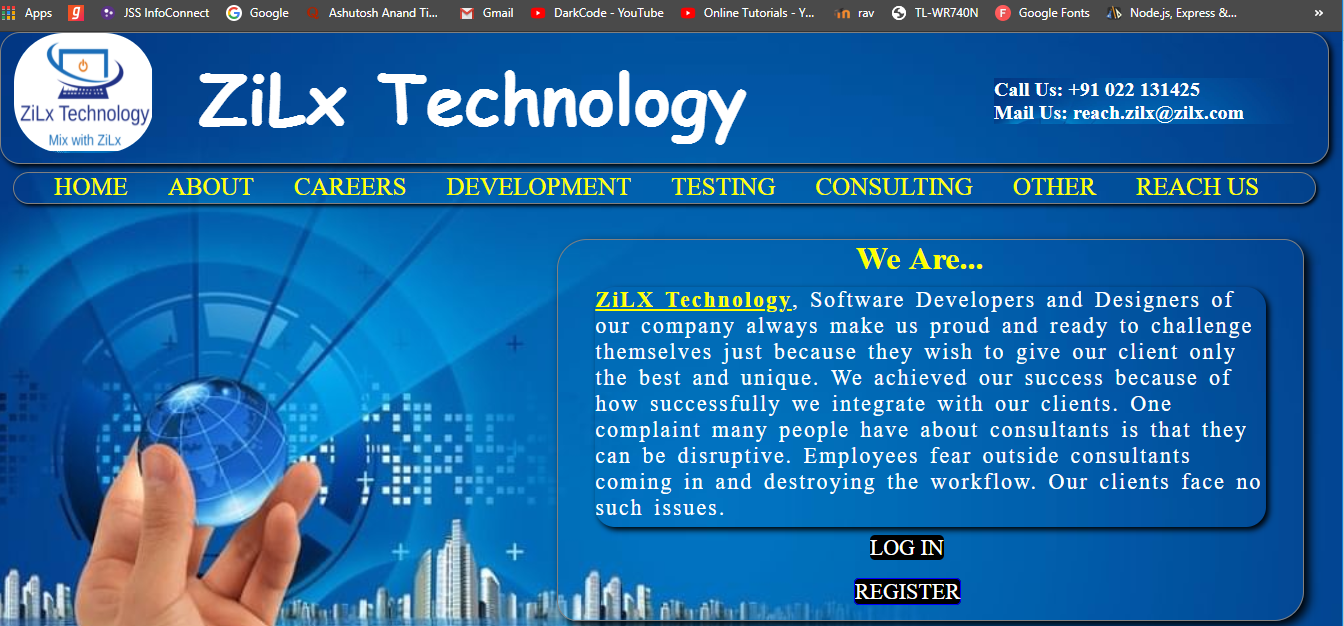 Apps JSS InfoConnect Google Ashutosh Anand Ti... Gmail DarkCode - YouTube Online Tutorials - Y... rav TL-WR740N Google Fonts Node.js, Express &... »
ZiLx Technology
Mix with ZiLx
ZiLx Technology
Call Us: +91 022 131425
Mail Us: reach.zilx@zilx.com
HOME ABOUT CAREERS DEVELOPMENT TESTING CONSULTING OTHER REACH US
We Are...
ZiLX Technology, Software Developers and Designers of
our company always make us proud and ready to challenge
themselves just because they wish to give our client only
the best and unique. We achieved our success because of
how successfully we integrate with our clients. One
complaint many people have about consultants is that they
can be disruptive. Employees fear outside consultants
coming in and destroying the workflow. Our clients face no
such issues.
LOG IN
REGISTER